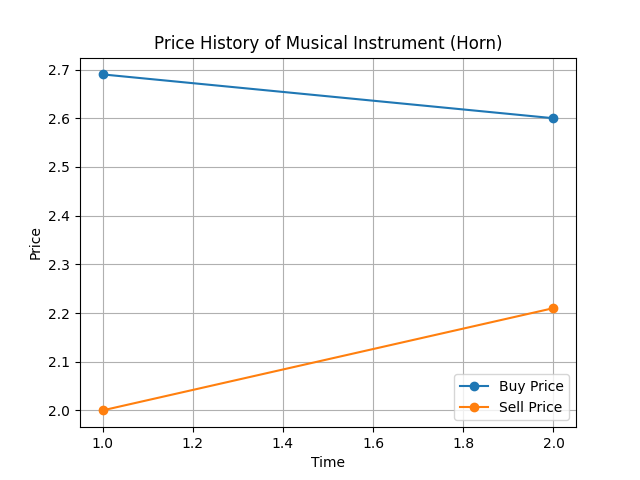 Price History of Musical Instrument (Horn)
2.7
2.6
2.5
2.4
2.3
2.2
2.1
2.0
Price
Buy Price
Sell Price
1.0 1.2 1.4 1.6 1.8 2.0
Time